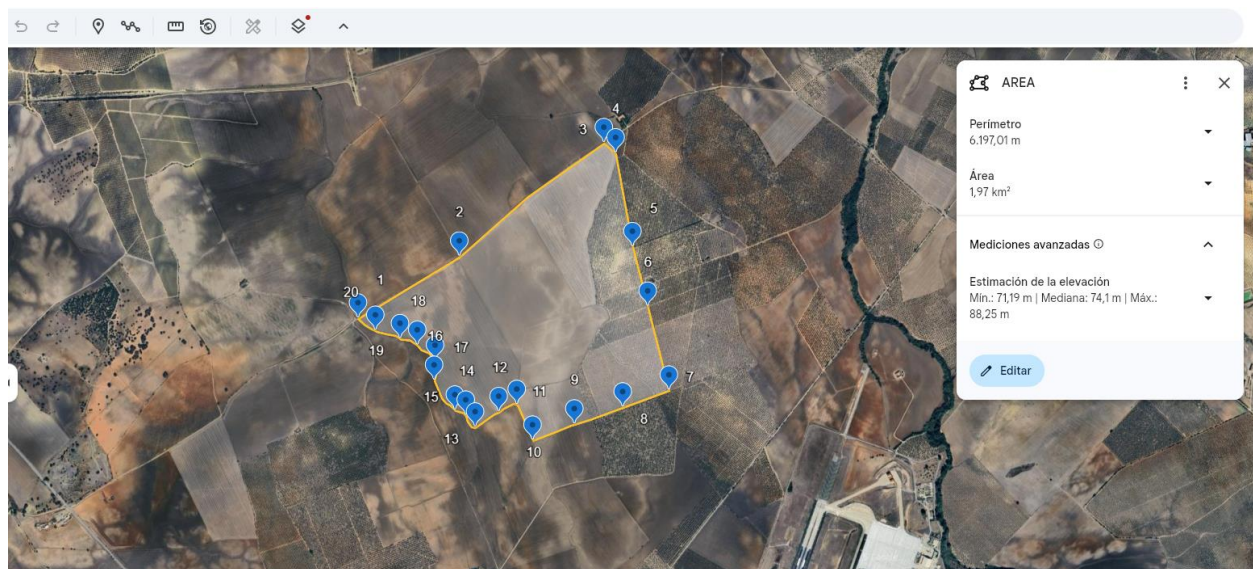 AREA
Perímetro
6.197,01 m
Área
1,97 km²
Mediciones avanzadas
Estimación de la elevación
Mín.: 71,19 m | Mediana: 74,1 m | Máx.:
88,25 m
Editar
4
3
2
5
6
1
20
18
16
19
17
12
14
9
7
15
11
8
13
10